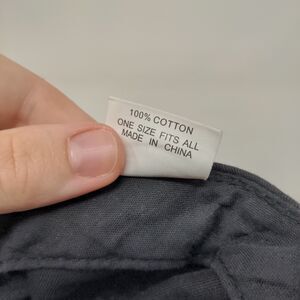 100% COTTON
ONE SIZE FITS ALL
MADE IN CHINA